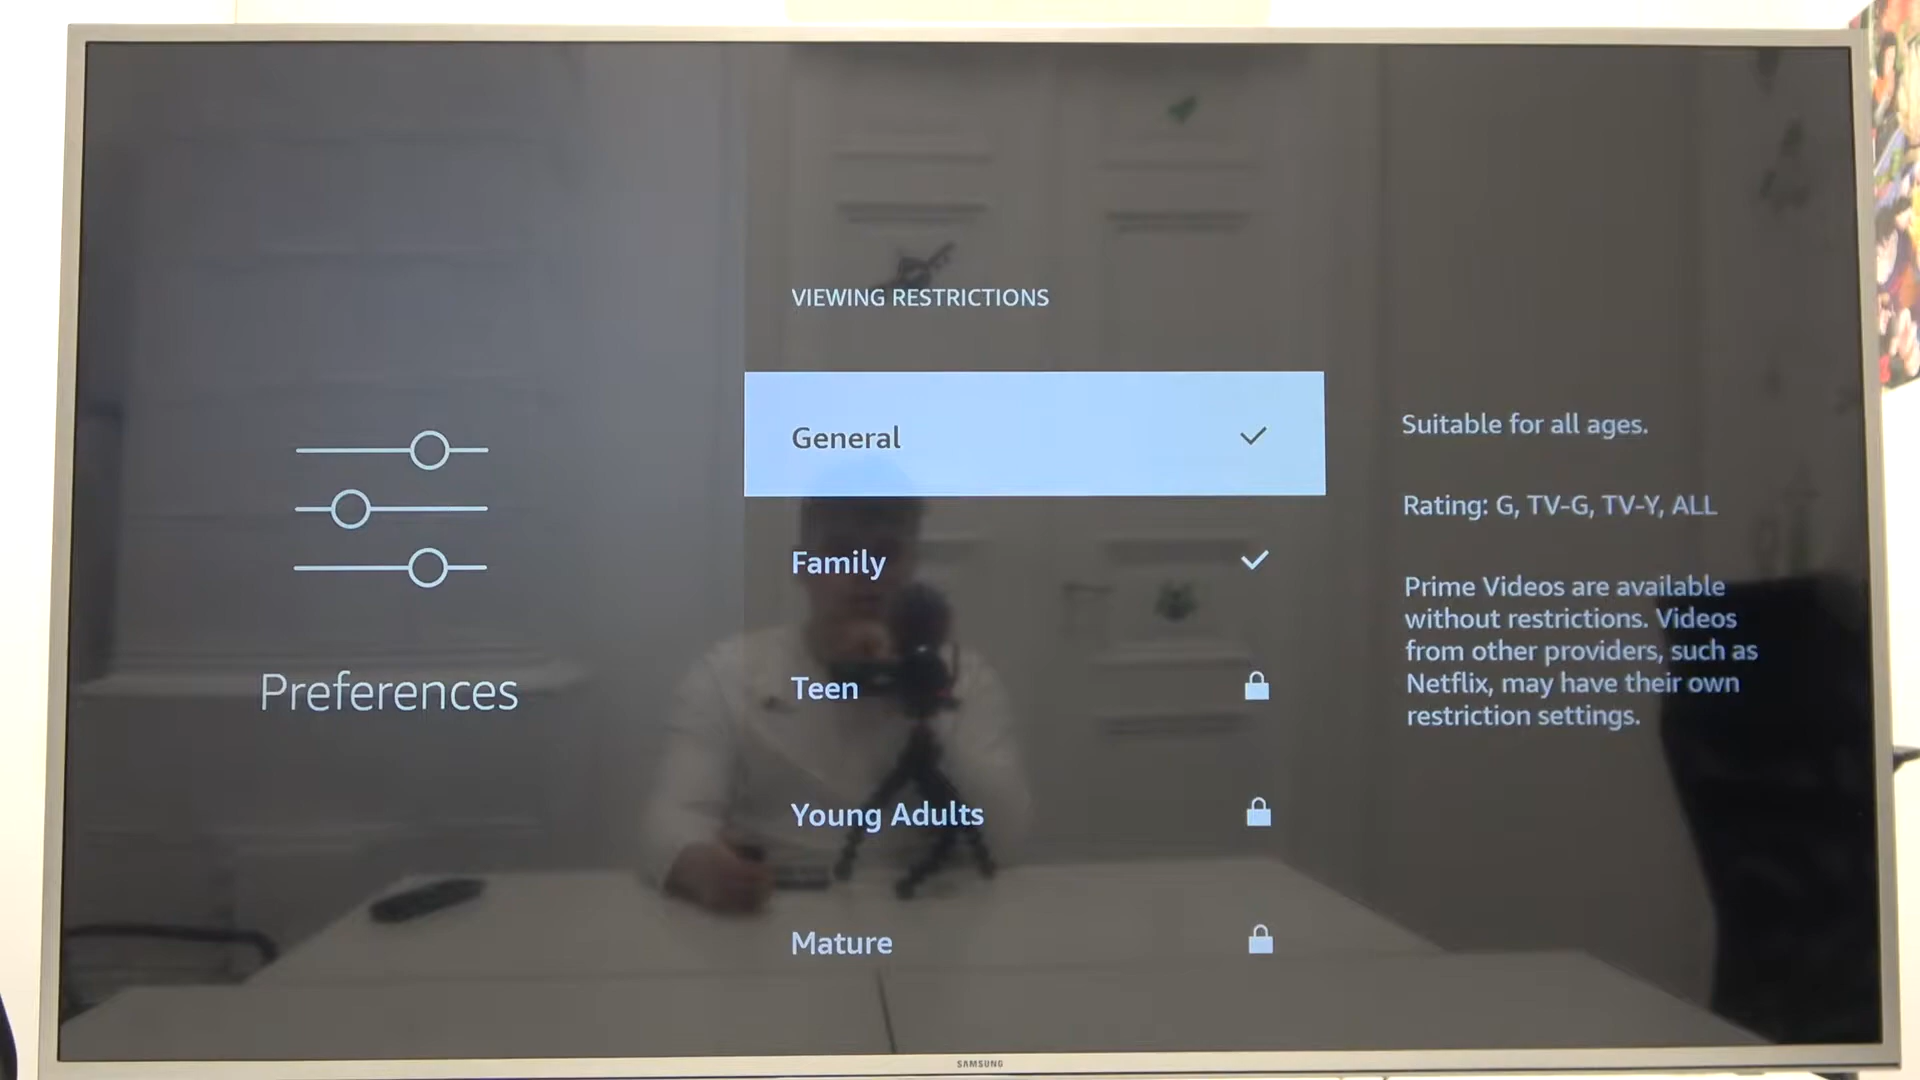 VIEWING RESTRICTIONS
General
Family
Teen
Young Adults
Mature
Preferences
Suitable for all ages.
Rating: G, TV-G, TV-Y, ALL
Prime Videos are available
without restrictions. Videos
from other providers, such as
Netflix, may have their own
restriction settings.
SAMSUNG